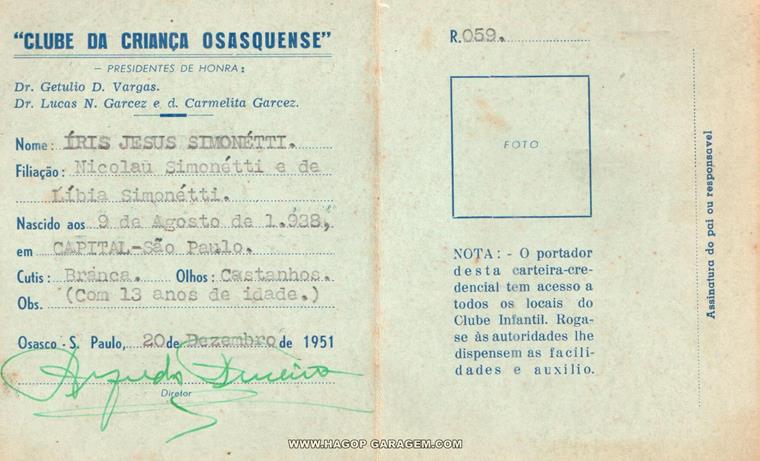 "CLUBE DA CRIANÇA OSASQUENSE"
— PRESIDENTES DE HONRA:
Dr. Getulio D. Vargas.
Dr. Lucas N. Garcez e d. Carmelita Garcez.
Nome: ÍRIS JESUS SIMONÉTTI.
Filiação: Nicolaü Simonétti e de
Líbia Simonétti.
Nascido aos 9 de Agosto de 1.938,
em CAPITAL-São Paulo.
Cutis: Branca. Olhos: Castanhos.
Obs. (Com 13 anos de idade.)
Osasco - S. Paulo, 20 de Dezembro de 1951
Diretor
R. 059.
FOTO
NOTA: - O portador
desta carteira-cre-
dencial tem acesso a
todos os locais do
Clube Infantil. Roga-
se às autoridades lhe
dispensem as facili-
dades e auxilio.
Assinatura do pai ou responsavel
WWW.HAGOP GARAGEM.COM